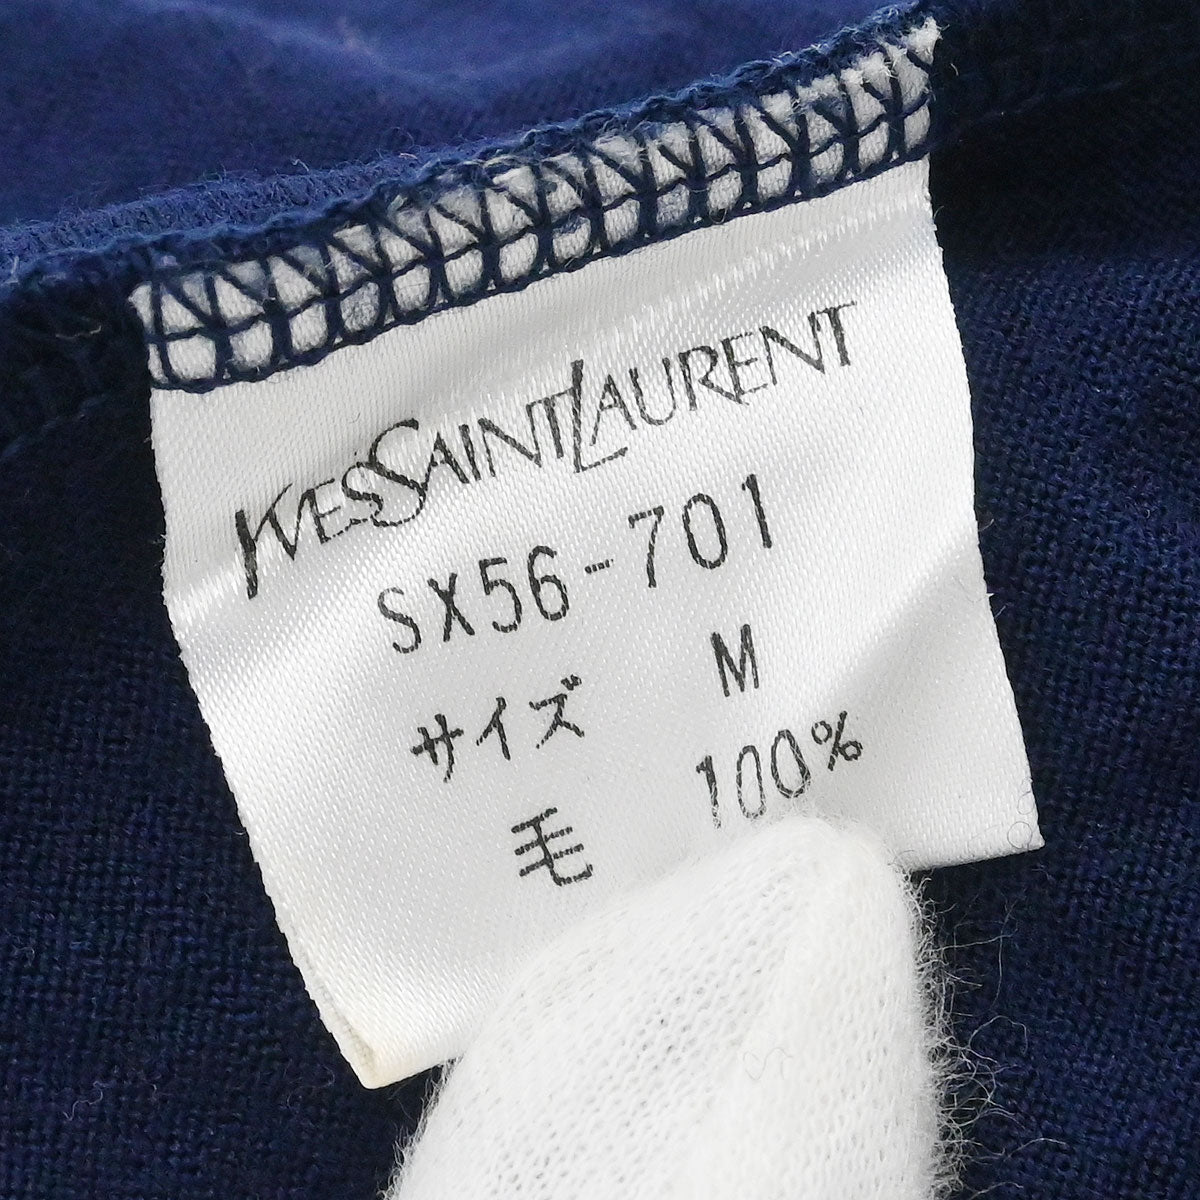 YVESSAINTLAURENT
SX56-701
サイズ M
毛 100%